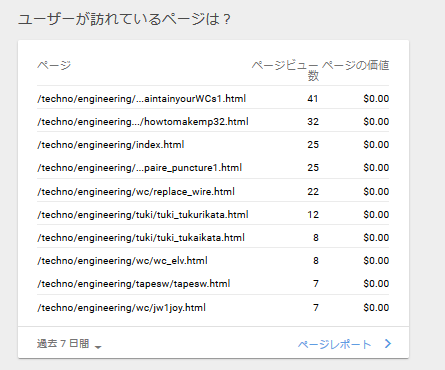 ユーザーが訪れているページは？
ページ ページビュー数 ページの価値
/techno/engineering/...aintainyourWCs1.html 41 $0.00
/techno/engineering.../howtomakemp32.html 32 $0.00
/techno/engineering/index.html 25 $0.00
/techno/engineering/...paire_puncture1.html 25 $0.00
/techno/engineering/wc/replace_wire.html 22 $0.00
/techno/engineering/tuki/tuki_tukurikata.html 12 $0.00
/techno/engineering/tuki/tuki_tukaikata.html 8 $0.00
/techno/engineering/wc/wc_elv.html 8 $0.00
/techno/engineering/tapesw/tapesw.html 7 $0.00
/techno/engineering/wc/jw1joy.html 7 $0.00
過去 7 日間 ページレポート